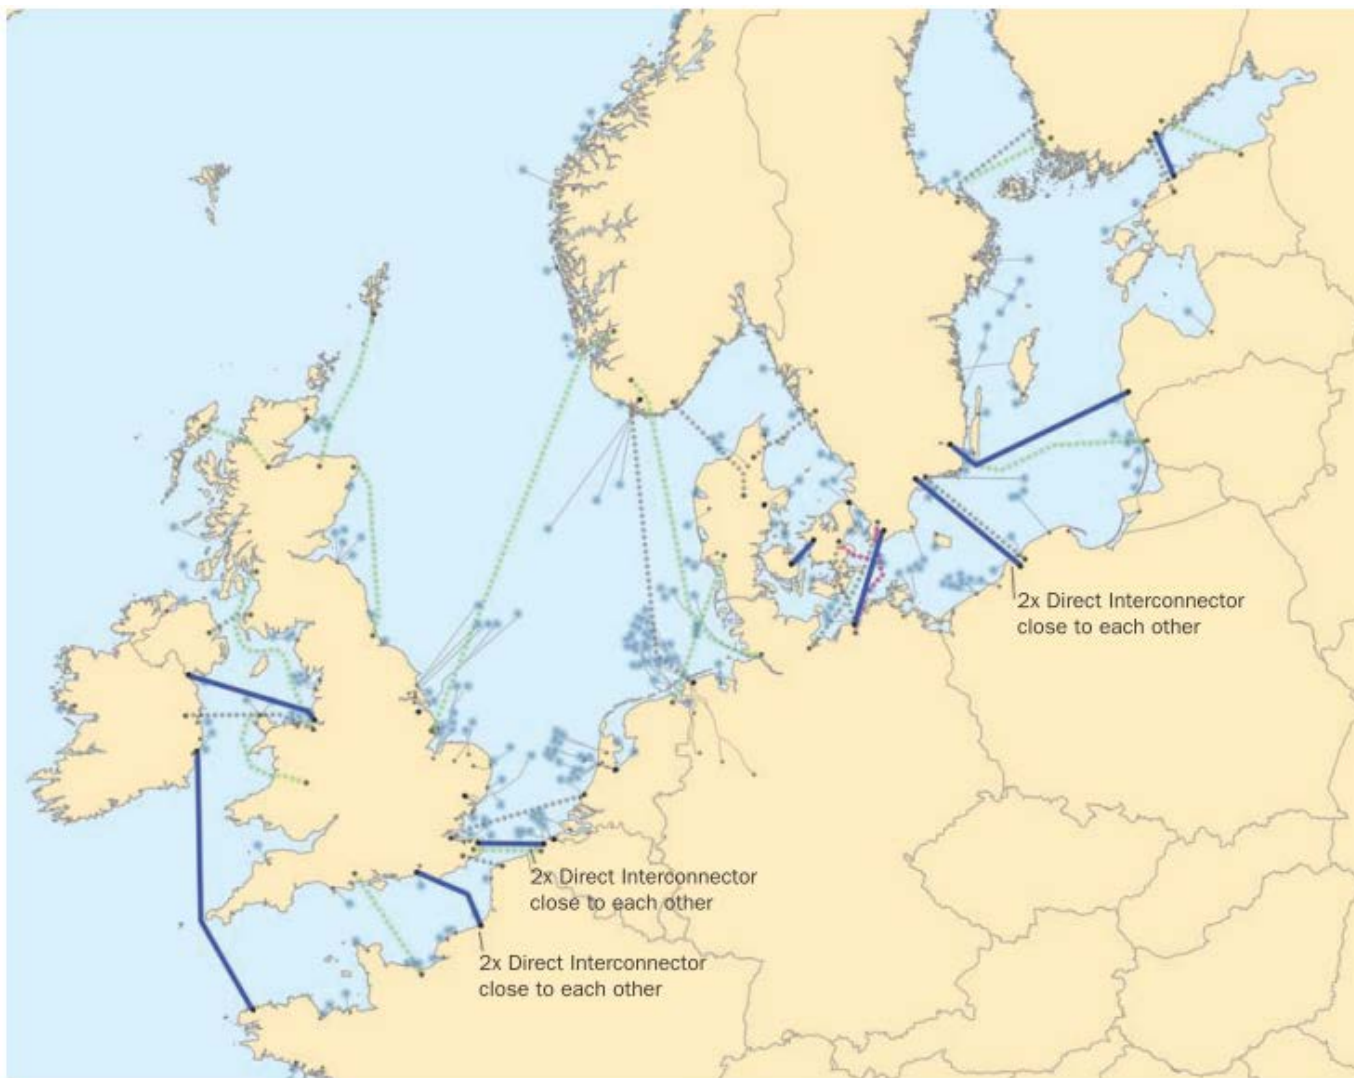 2x Direct Interconnector
close to each other
2x Direct Interconnector
close to each other
2x Direct Interconnector
close to each other